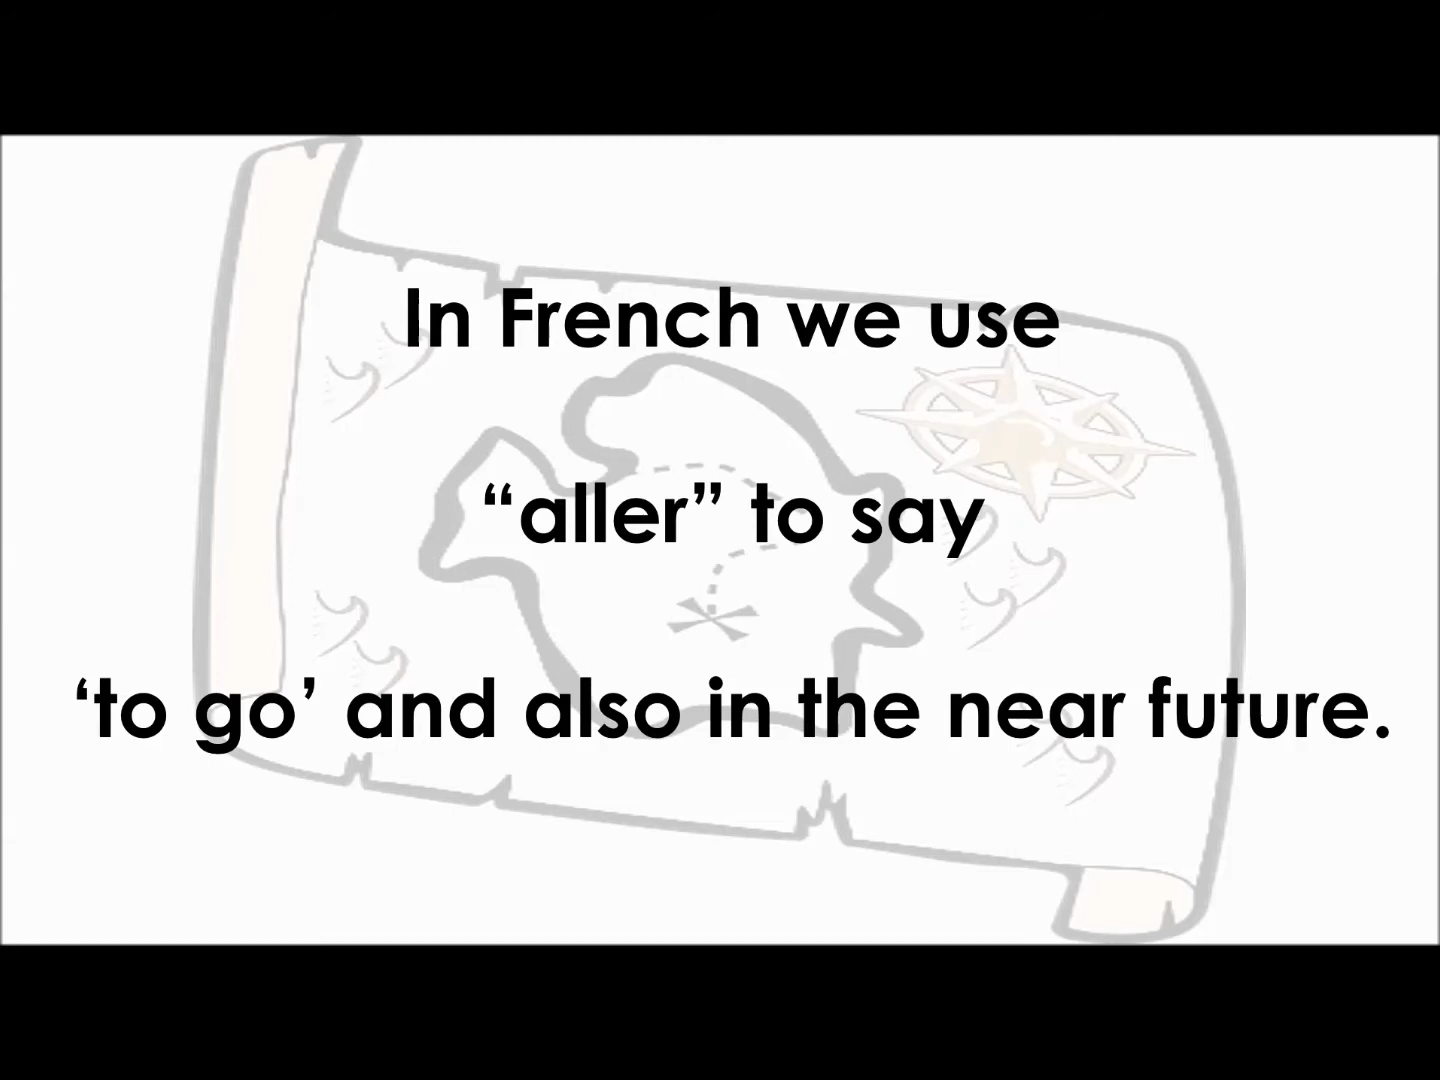 In French we use
“aller” to say
‘to go’ and also in the near future.